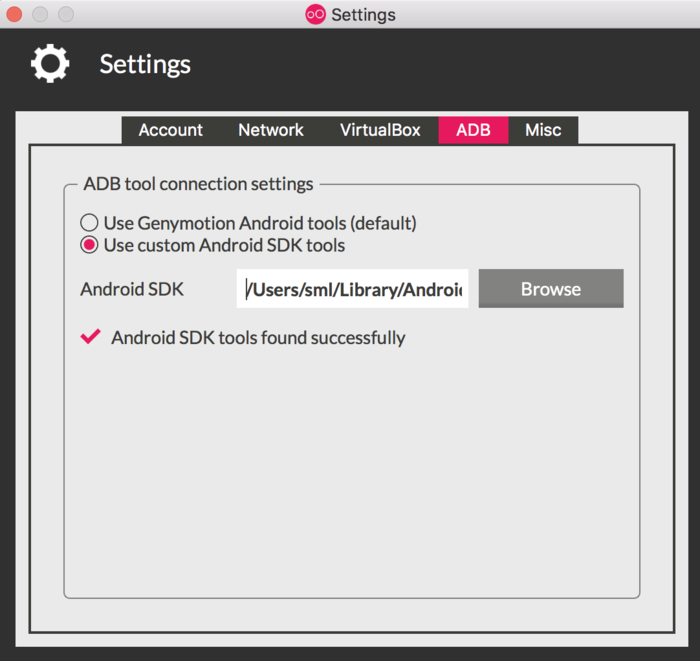 Settings
Settings
Account Network VirtualBox ADB Misc
ADB tool connection settings
Use Genymotion Android tools (default)
Use custom Android SDK tools
Android SDK /Users/sml/Library/Androi Browse
Android SDK tools found successfully